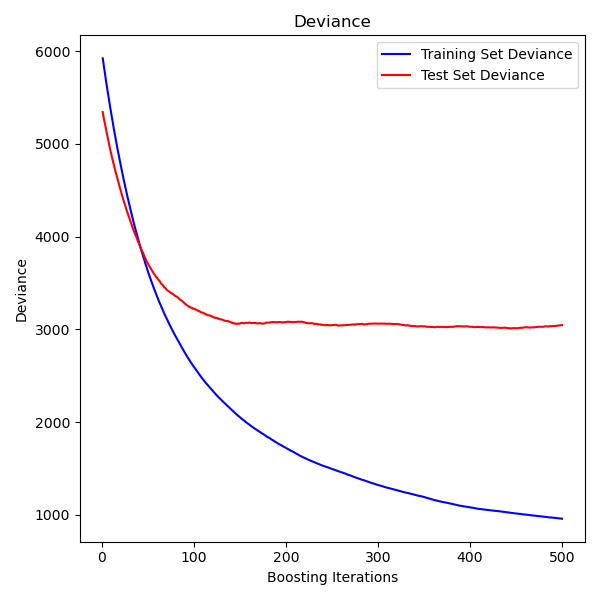 Deviance
Training Set Deviance
Test Set Deviance
6000
5000
4000
3000
2000
1000
Deviance
0 100 200 300 400 500
Boosting Iterations